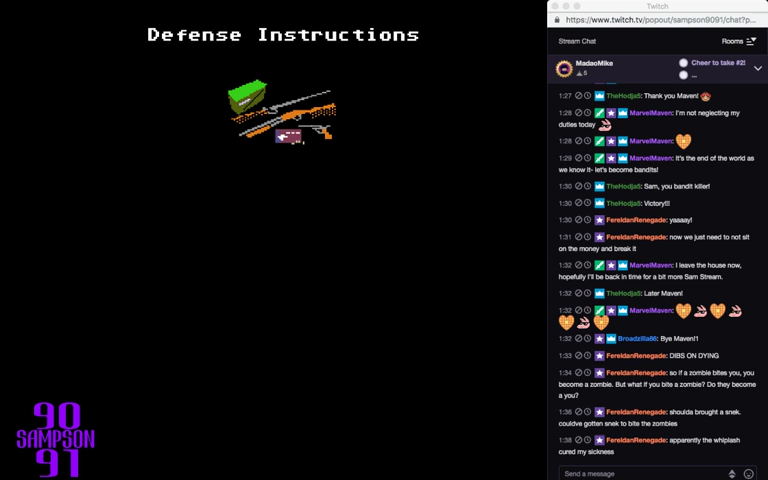 Defense Instructions
90
SAMPSON
91
Twitch
https://www.twitch.tv/popout/sampson9091/chat?p...
Stream Chat
Rooms
MadaoMike
Cheer to take #2!
6
...
1:27 TheHodja5: Thank you Maven!
1:28 MarvelMaven: I'm not neglecting my
duties today
1:28 MarvelMaven:
1:29 MarvelMaven: It's the end of the world as
we know it- let's become bandits!
1:30 TheHodja5: Sam, you bandit killer!
1:30 TheHodja5: Victory!!!
1:30 FereldanRenegade: yaaaay!
1:31 FereldanRenegade: now we just need to not sit
on the money and break it
1:32 MarvelMaven: I leave the house now,
hopefully I'll be back in time for a bit more Sam Stream.
1:32 TheHodja5: Later Maven!
1:32 MarvelMaven:
1:32 Broadzilla86: Bye Maven!1
1:33 FereldanRenegade: DIBS ON DYING
1:34 FereldanRenegade: so if a zombie bites you, you
become a zombie. But what if you bite a zombie? Do they become
a you?
1:36 FereldanRenegade: shoulda brought a snek.
couldve gotten snek to bite the zombies
1:38 FereldanRenegade: apparently the whiplash
cured my sickness
Send a message